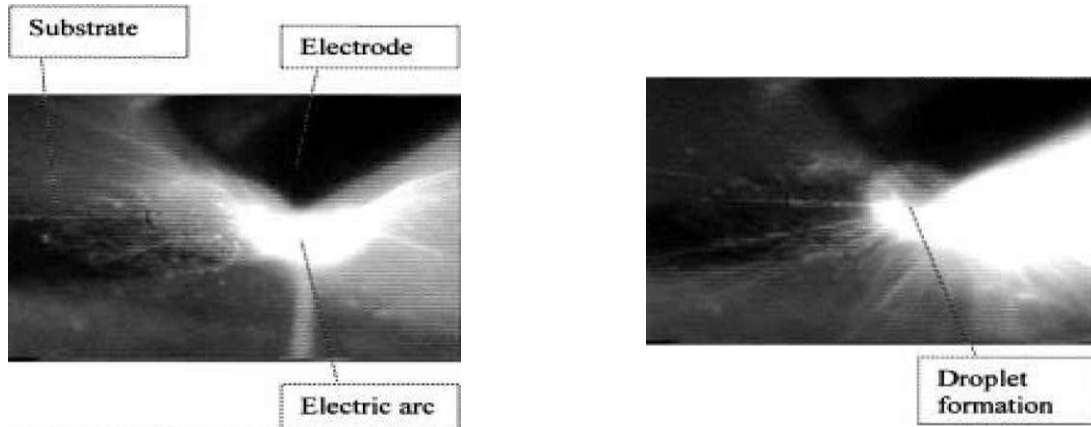 Substrate
Electrode
Electric arc
Droplet
formation